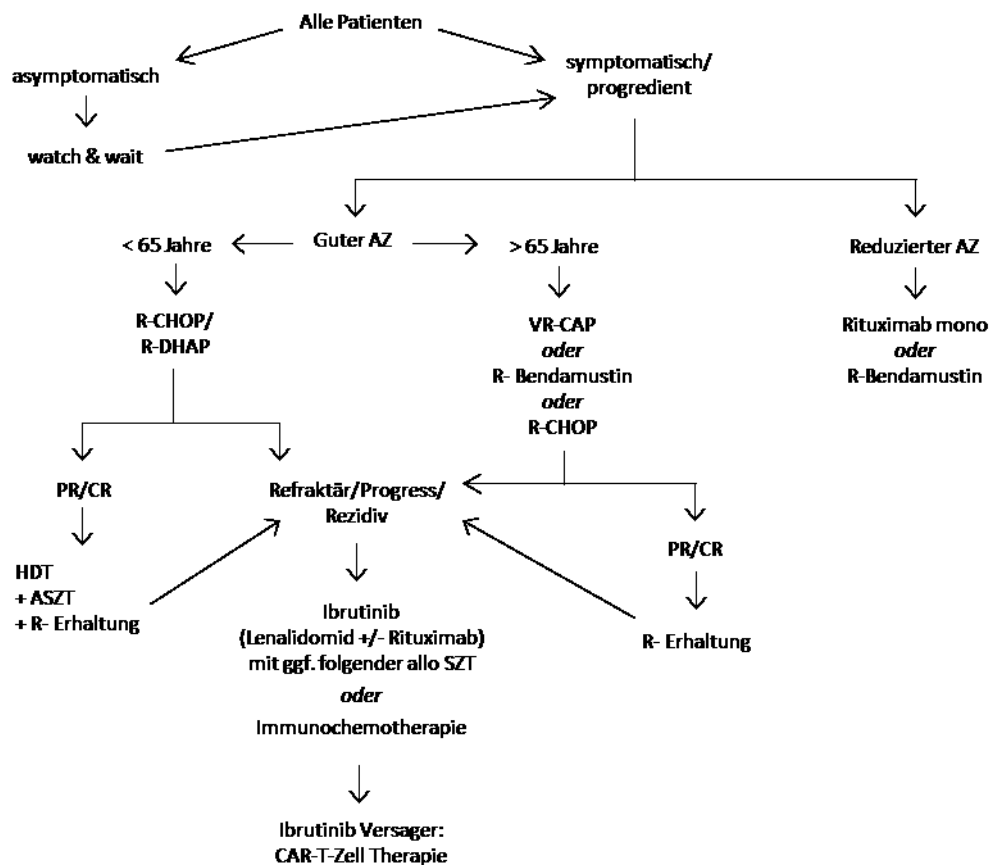 Alle Patienten
asymptomatisch
symptomatisch/
progredient
watch & wait
< 65 Jahre
Guter AZ
> 65 Jahre
Reduzierter AZ
R-CHOP/
R-DHAP
VR-CAP
oder
R- Bendamustin
oder
R-CHOP
Rituximab mono
oder
R-Bendamustin
PR/CR
Refraktär/Progress/
Rezidiv
PR/CR
HDT
+ ASZT
+ R- Erhaltung
Ibrutinib
(Lenalidomid +/- Rituximab)
mit ggf. folgender allo SZT
oder
Immunochemotherapie
R- Erhaltung
Ibrutinib Versager:
CAR-T-Zell Therapie